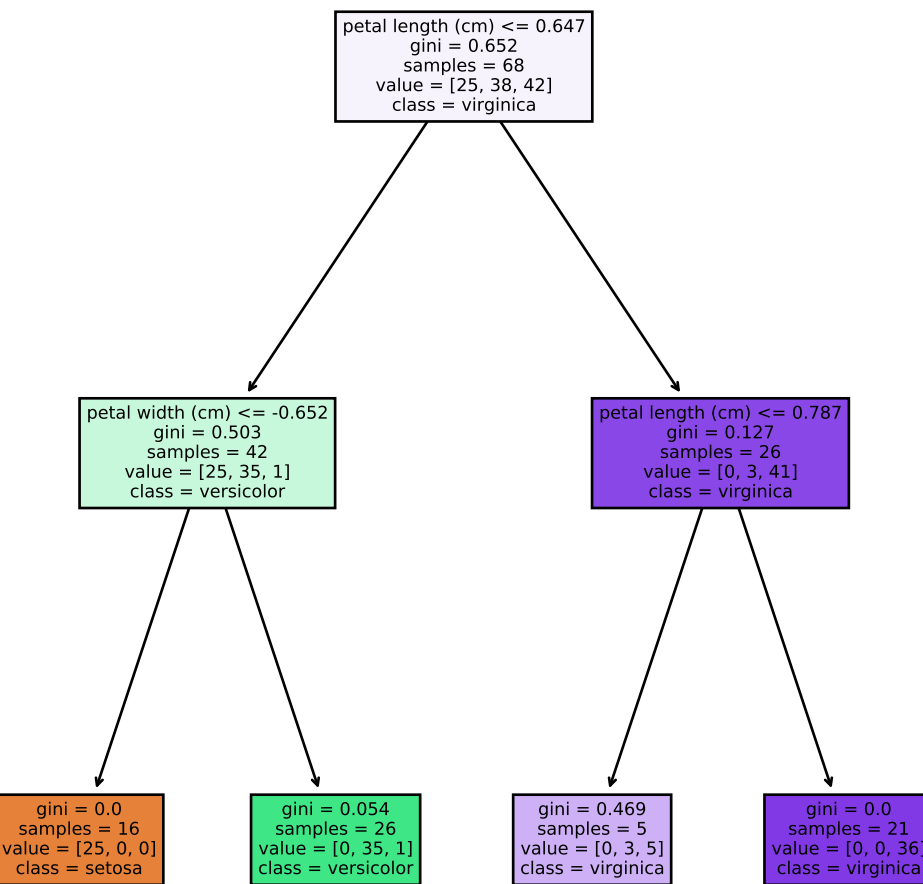 petal length (cm) <= 0.647
gini = 0.652
samples = 68
value = [25, 38, 42]
class = virginica
petal width (cm) <= -0.652
gini = 0.503
samples = 42
value = [25, 35, 1]
class = versicolor
petal length (cm) <= 0.787
gini = 0.127
samples = 26
value = [0, 3, 41]
class = virginica
gini = 0.0
samples = 16
value = [25, 0, 0]
class = setosa
gini = 0.054
samples = 26
value = [0, 35, 1]
class = versicolor
gini = 0.469
samples = 5
value = [0, 3, 5]
class = virginica
gini = 0.0
samples = 21
value = [0, 0, 36]
class = virginica